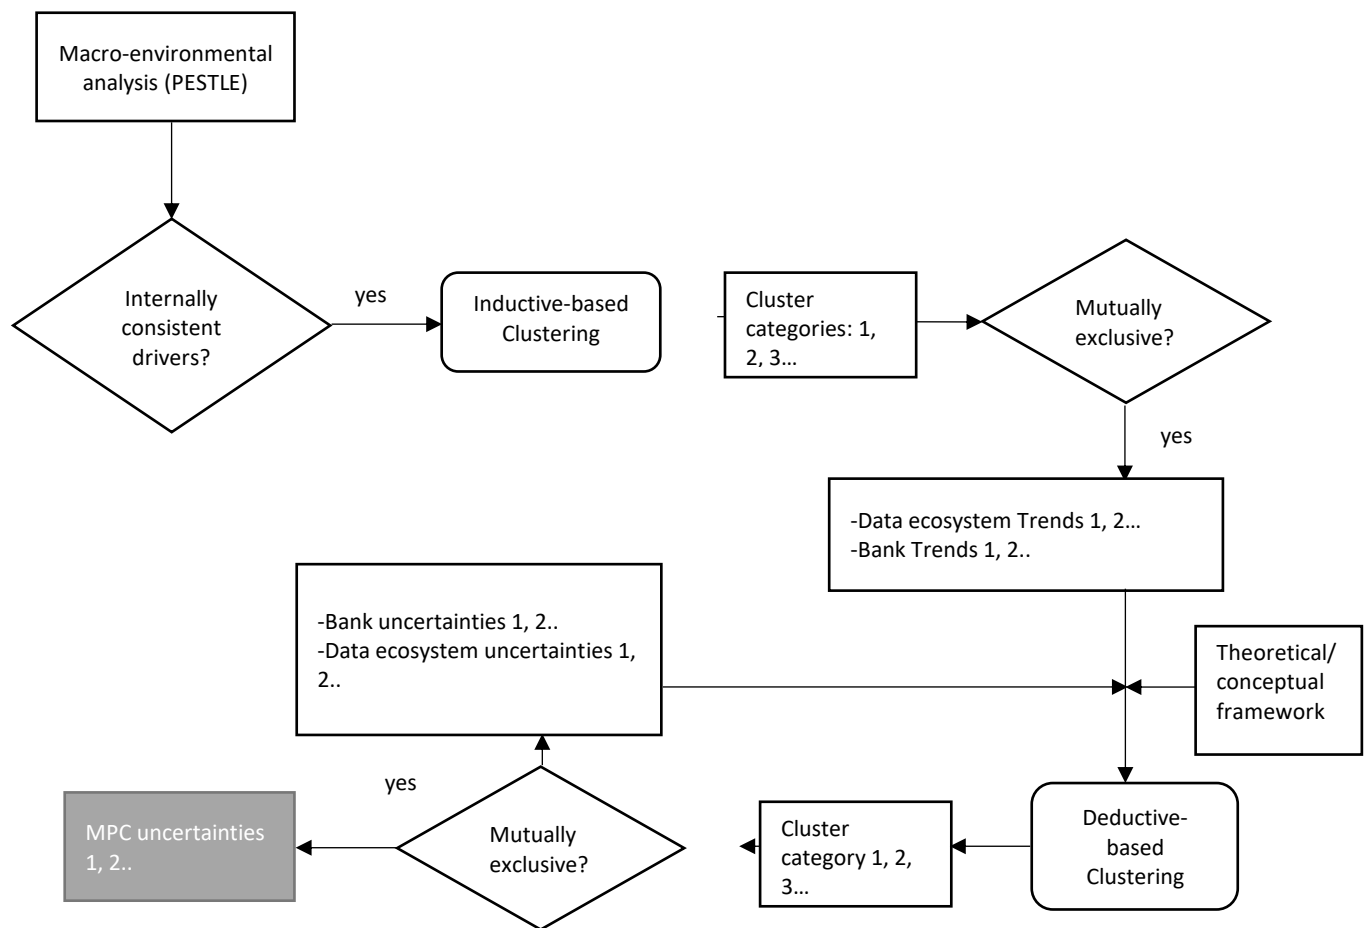 Macro-environmental
analysis (PESTLE)
Internally
consistent
drivers?
yes
Inductive-based
Clustering
Cluster
categories: 1,
2, 3…
Mutually
exclusive?
yes
-Data ecosystem Trends 1, 2…
-Bank Trends 1, 2..
-Bank uncertainties 1, 2..
-Data ecosystem uncertainties 1,
2..
Theoretical/
conceptual
framework
yes
MPC uncertainties
1, 2..
Mutually
exclusive?
Cluster
category 1, 2,
3…
Deductive-
based
Clustering